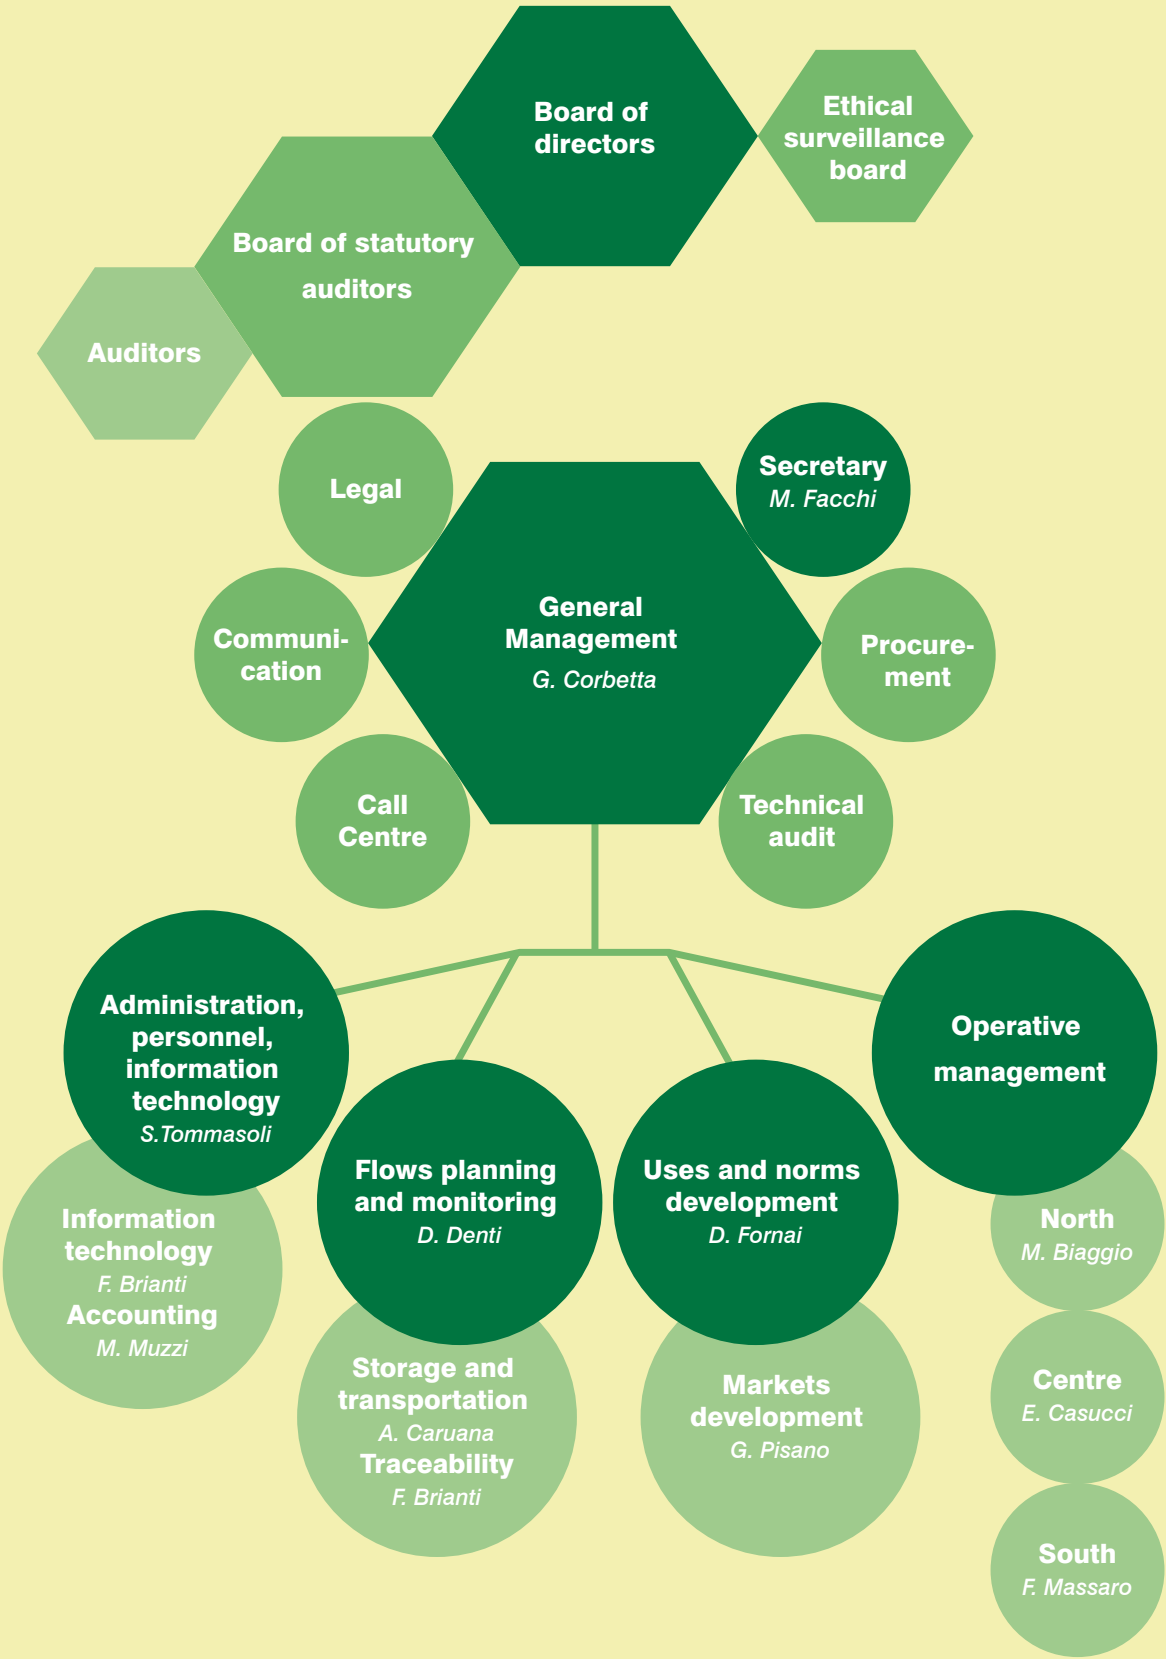 Board of
directors
Ethical
surveillance
board
Board of statutory
auditors
Auditors
Legal
Secretary
M. Facchi
General
Management
G. Corbetta
Communi-
cation
Procure-
ment
Call
Centre
Technical
audit
Administration,
personnel,
information
technology
S.Tommasoli
Operative
management
Flows planning
and monitoring
D. Denti
Uses and norms
development
D. Fornai
Information
technology
F. Brianti
Accounting
M. Muzzi
North
M. Biaggio
Storage and
transportation
A. Caruana
Traceability
F. Brianti
Markets
development
G. Pisano
Centre
E. Casucci
South
F. Massaro